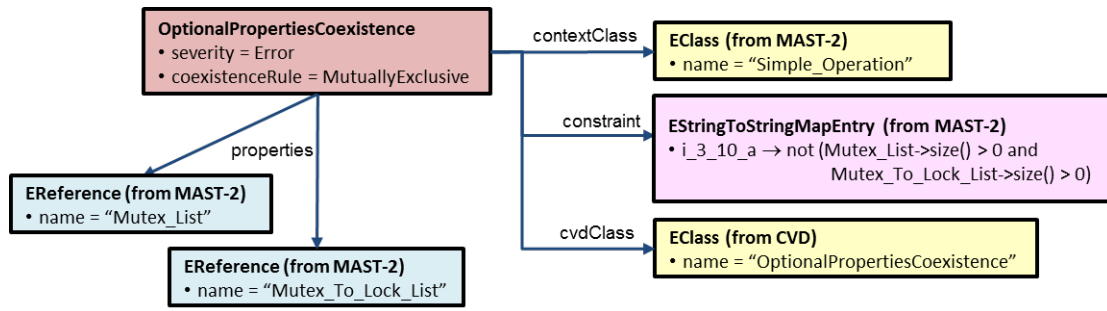 OptionalPropertiesCoexistence
• severity = Error
• coexistenceRule = MutuallyExclusive
contextClass
EClass (from MAST-2)
• name = “Simple_Operation”
constraint
EStringToStringMapEntry (from MAST-2)
• i_3_10_a → not (Mutex_List->size() > 0 and
Mutex_To_Lock_List->size() > 0)
properties
EReference (from MAST-2)
• name = “Mutex_List”
cvdClass
EClass (from CVD)
• name = “OptionalPropertiesCoexistence”
EReference (from MAST-2)
• name = “Mutex_To_Lock_List”